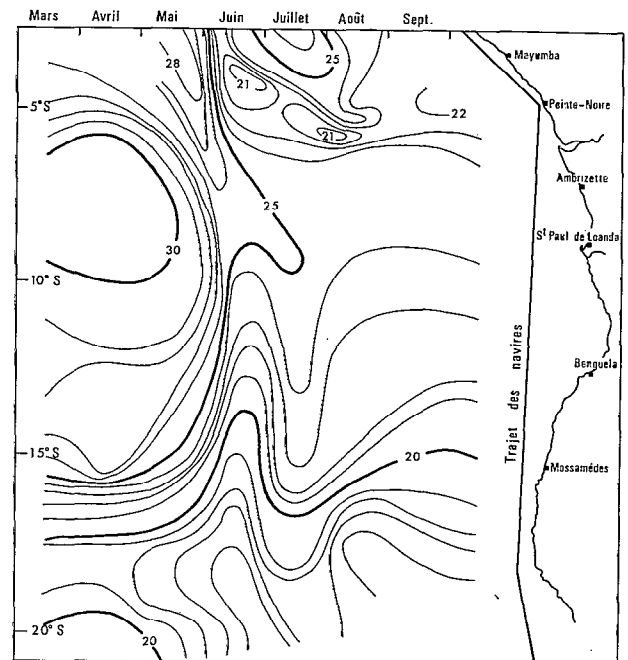 Mars Avril Mai Juin Juillet Août Sept.
28
25
21
21
22
5°S
25
30
10°S
15°S
20
20
20°S
Mayumba
Pointe-Noire
Ambrizette
St Paul de Loanda
Benguela
Mossamédes
Trajet des navires